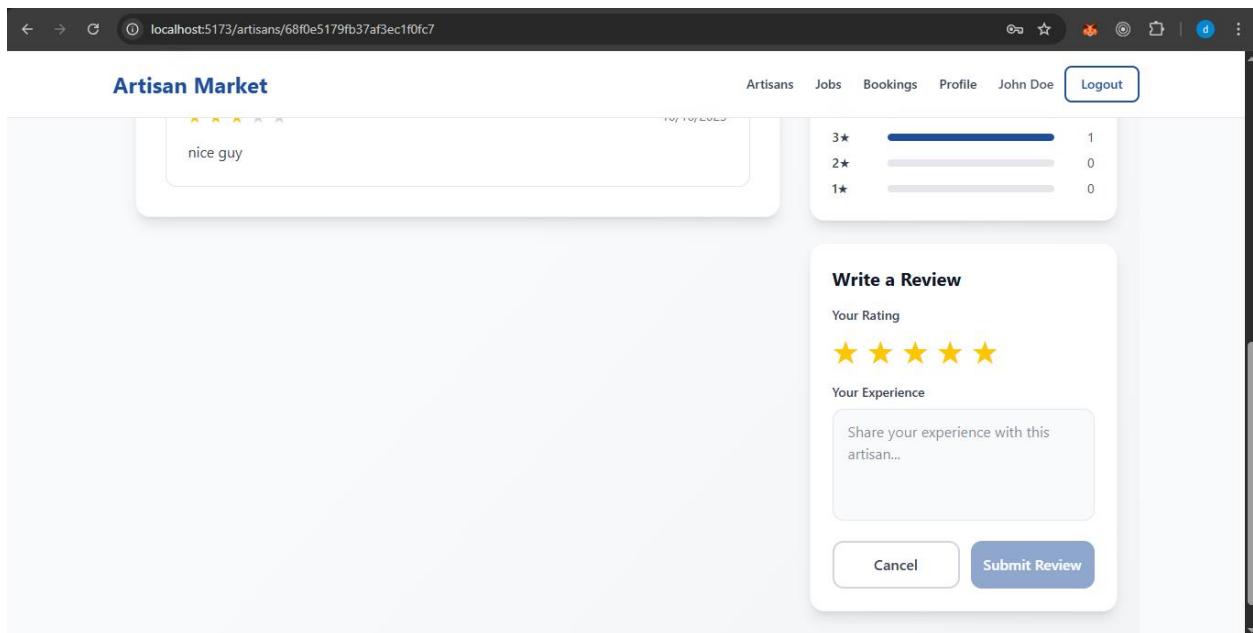 localhost:5173/artisans/68f0e5179fb37af3ec1f0fc7
d
Artisan Market
Artisans Jobs Bookings Profile John Doe Logout
nice guy
3★ 1
2★ 0
1★ 0
Write a Review
Your Rating
Your Experience
Share your experience with this
artisan...
Cancel Submit Review